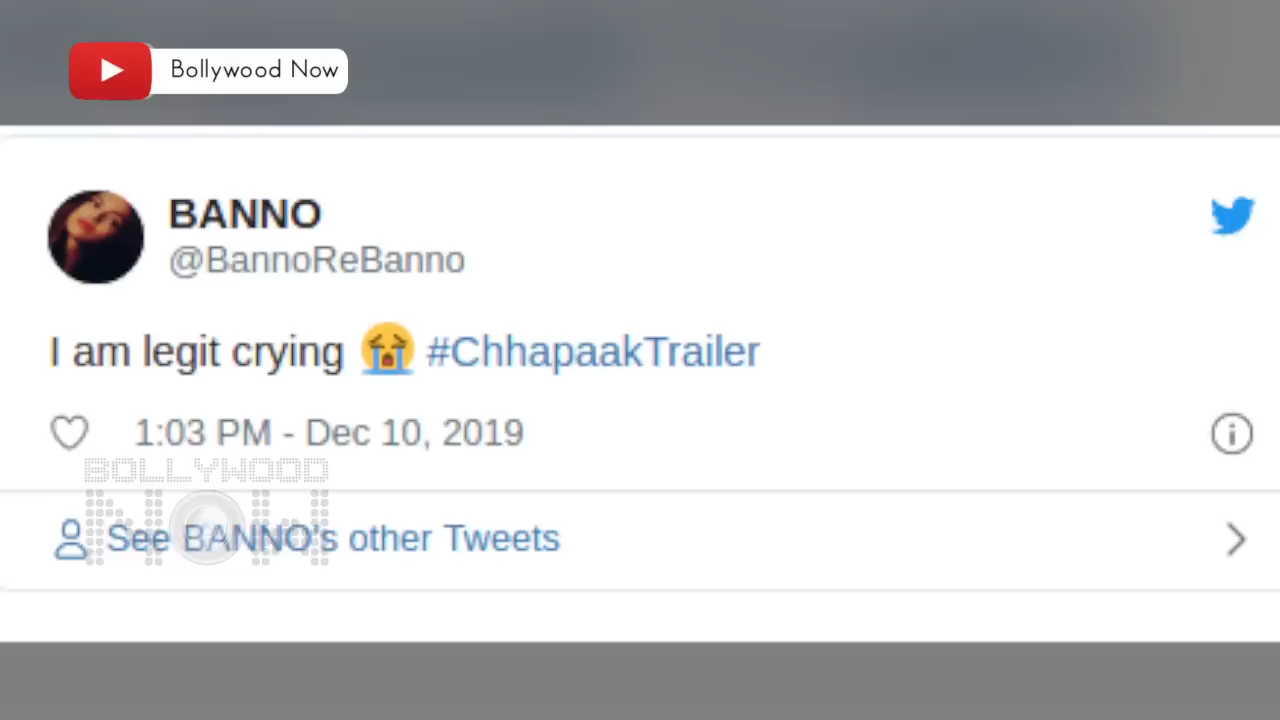 Bollywood Now
BANNO
@BannoReBanno
I am legit crying 😭 #ChhapaakTrailer
1:03 PM - Dec 10, 2019
BOLLYWOOD
NOW
See BANNO's other Tweets